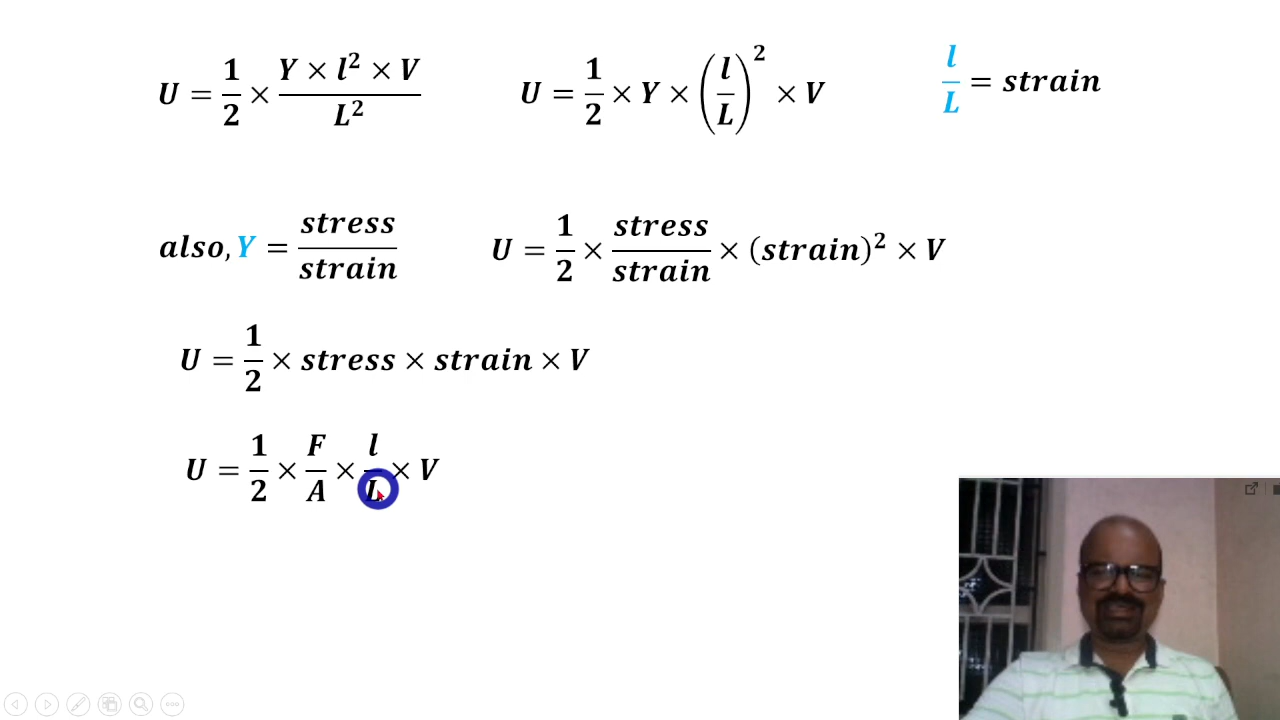 U = 1/2 × (Y × l² × V)/L²
U = 1/2 × Y × (l/L)² × V
l/L = strain
also, Y = stress/strain
U = 1/2 × stress/strain × (strain)² × V
U = 1/2 × stress × strain × V
U = 1/2 × F/A × l/L × V